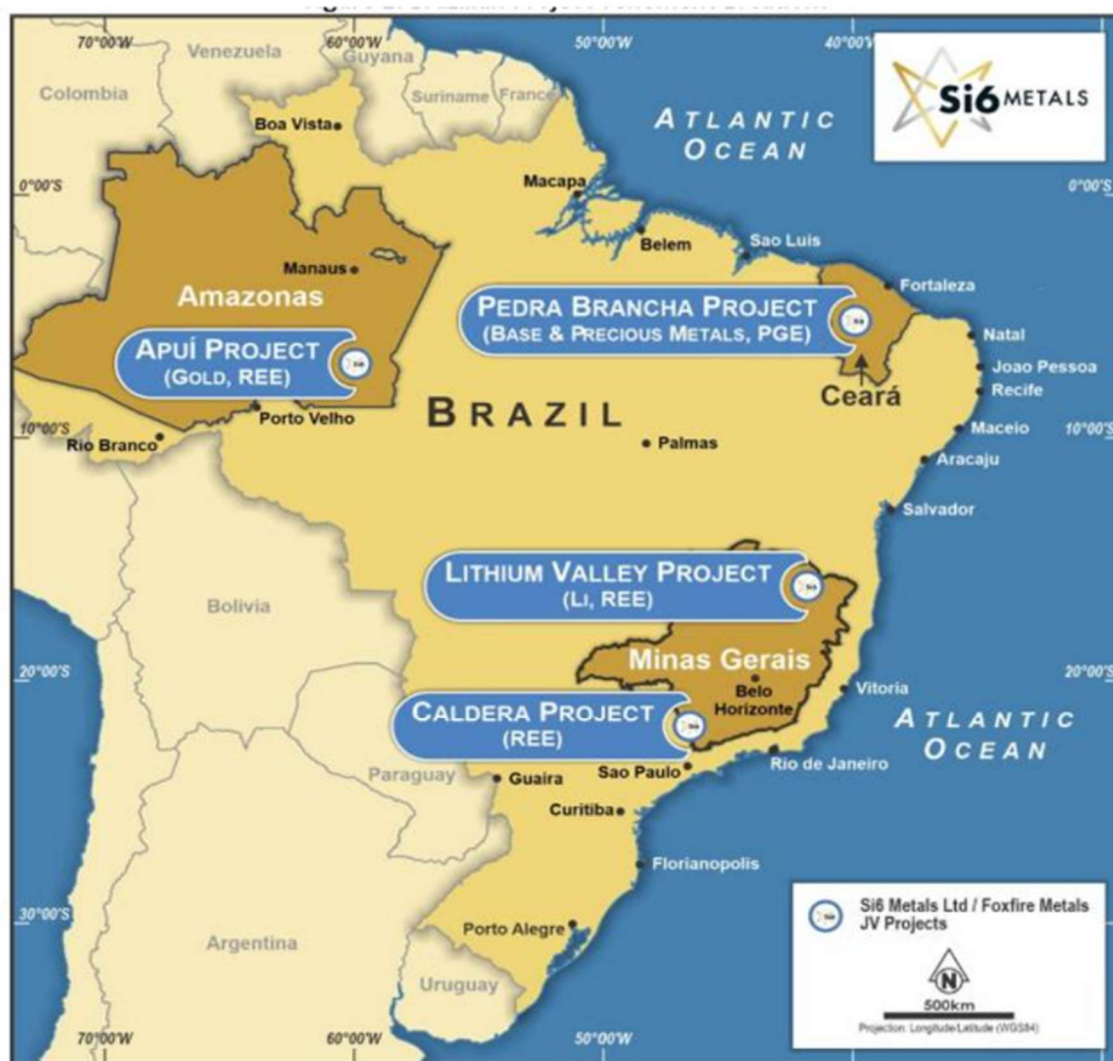 70°00'W
60°00'W
50°00'W
40°00'W
Venezuela
Guyana
Colombia
Suriname
France
Si6 METALS
Boa Vista
ATLANTIC
OCEAN
0°00'S
0°00'S
Macapa
Belem
Sao Luis
Manaus
Amazonas
Fortaleza
PEDRA BRANCHA PROJECT
(BASE & PRECIOUS METALS, PGE)
APUÍ PROJECT
(GOLD, REE)
Natal
Joao Pessoa
Ceará
Recife
BRAZIL
Porto Velho
Maceio
10°00'S
Rio Branco
Palmas
10°00'S
Aracaju
Salvador
LITHIUM VALLEY PROJECT
(LI, REE)
Bolivia
Minas Gerais
20°00'S
20°00'S
Belo
Horizonte
Vitoria
CALDERA PROJECT
(REE)
ATLANTIC
OCEAN
Paraguay
Guaira
Sao Paulo
Rio de Janeiro
Curitiba
Florianopolis
30°00'S
Porto Alegre
Argentina
Uruguay
Si6 Metals Ltd / Foxfire Metals
JV Projects
N
500km
Projection: Longitude/Latitude (WGS84)
70°00'W
60°00'W
50°00'W